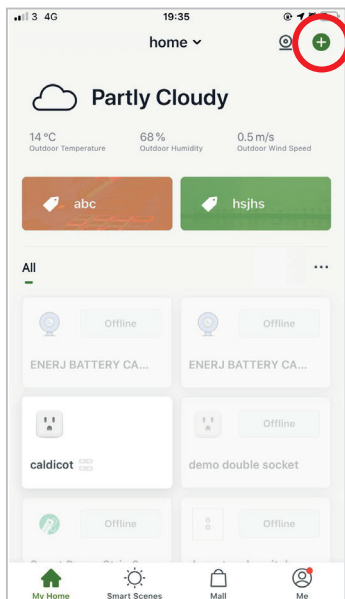 3 4G 19:35
home
Partly Cloudy
14 °C 68% 0.5 m/s
Outdoor Temperature Outdoor Humidity Outdoor Wind Speed
abc hsjhs
All
Offline Offline
ENERJ BATTERY CA... ENERJ BATTERY CA...
Offline
caldicot demo double socket
Offline Offline
My Home Smart Scenes Mall Me